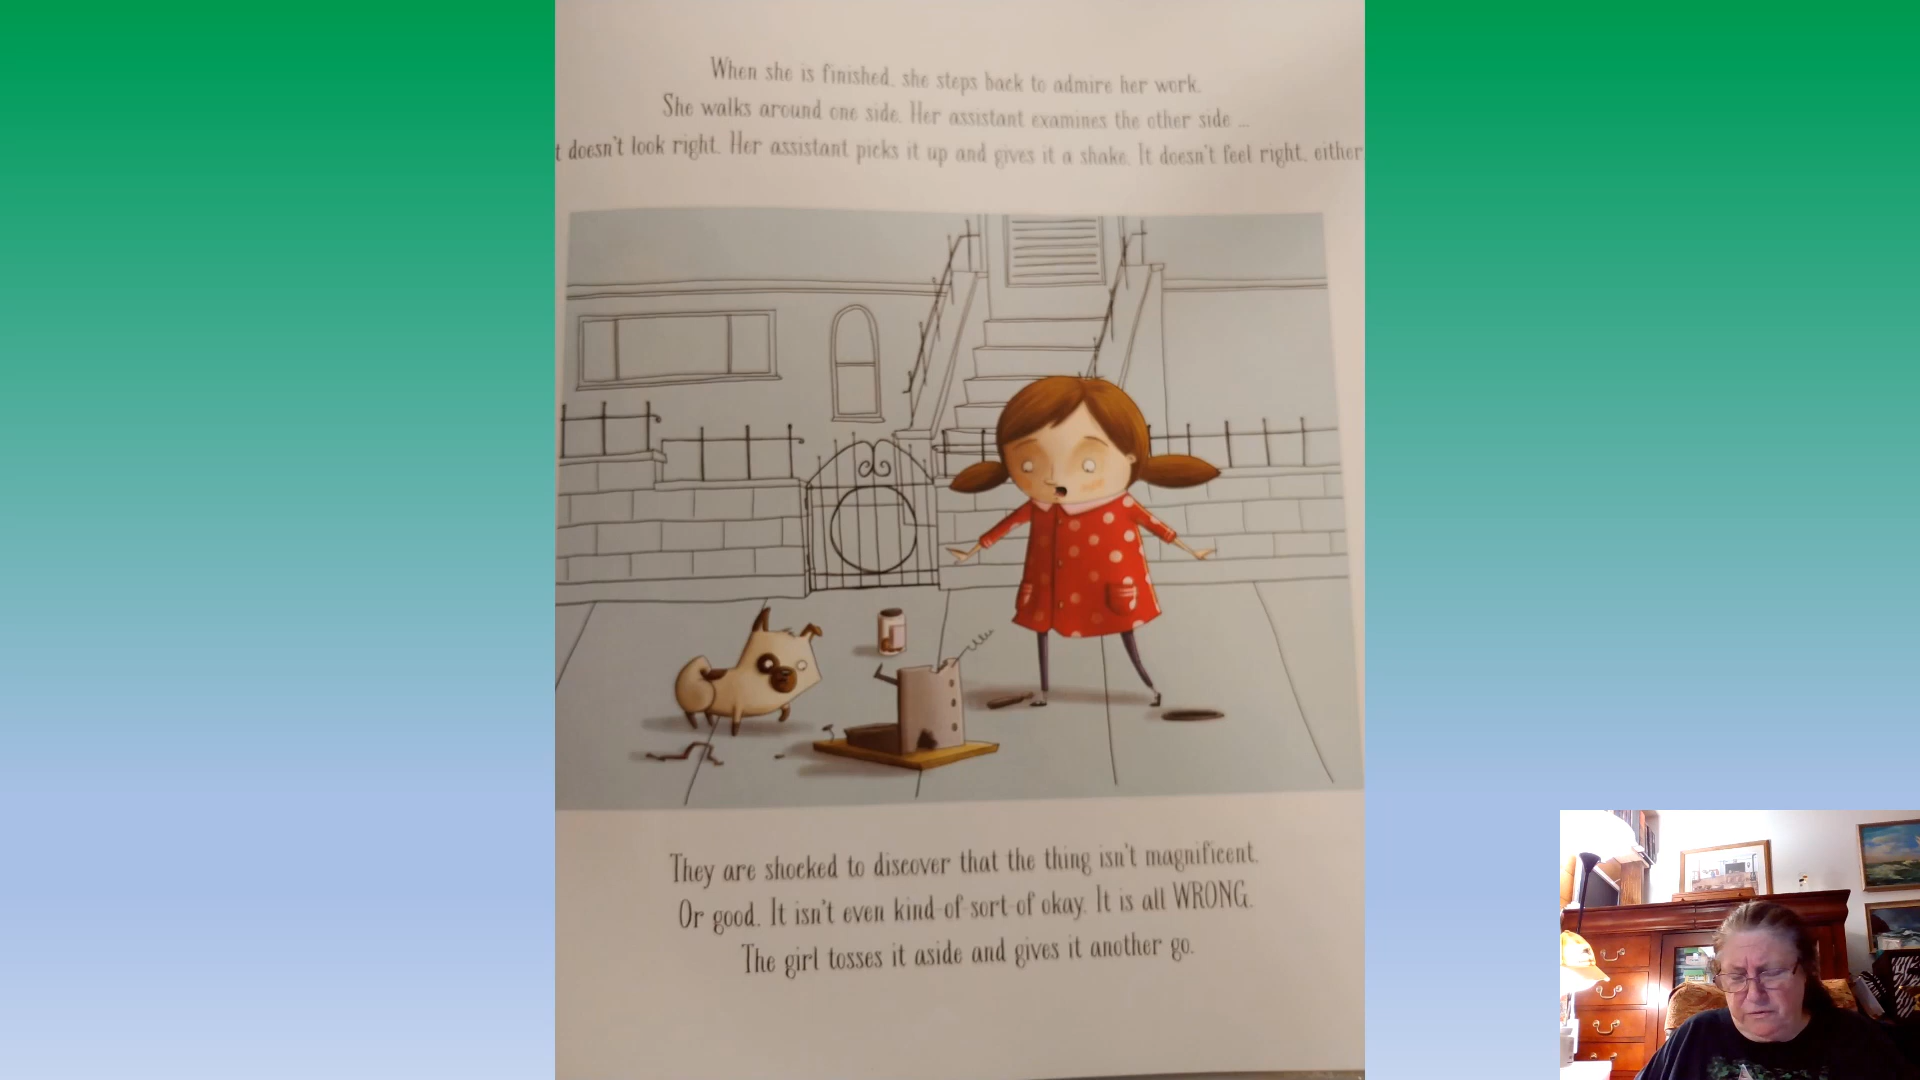 When she is finished, she steps back to admire her work.
She walks around one side. Her assistant examines the other side ...
t doesn't look right. Her assistant picks it up and gives it a shake. It doesn't feel right, either
They are shocked to discover that the thing isn't magnificent.
Or good. It isn't even kind-of-sort-of okay. It is all WRONG.
The girl tosses it aside and gives it another go.